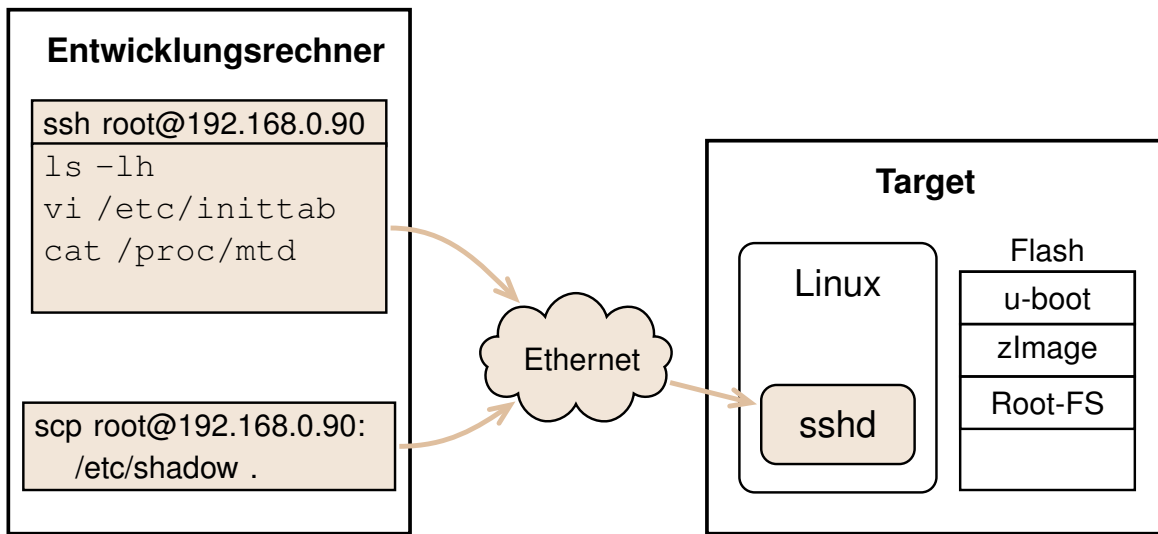 Entwicklungsrechner
ssh root@192.168.0.90
ls -lh
vi /etc/inittab
cat /proc/mtd
scp root@192.168.0.90:
/etc/shadow .
Ethernet
Target
Linux
sshd
Flash
u-boot
zImage
Root-FS